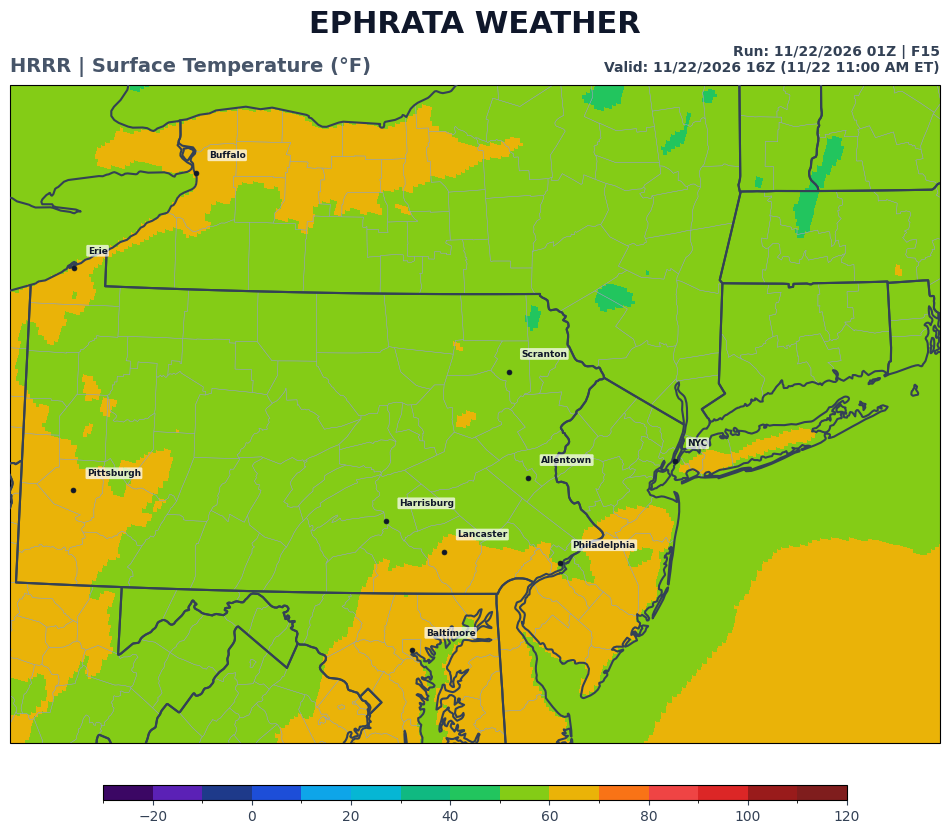 EPHRATA WEATHER
HRRR | Surface Temperature (°F)
Run: 11/22/2026 01Z | F15
Valid: 11/22/2026 16Z (11/22 11:00 AM ET)
Buffalo
Erie
Scranton
NYC
Allentown
Pittsburgh
Harrisburg
Lancaster
Philadelphia
Baltimore
−20 0 20 40 60 80 100 120